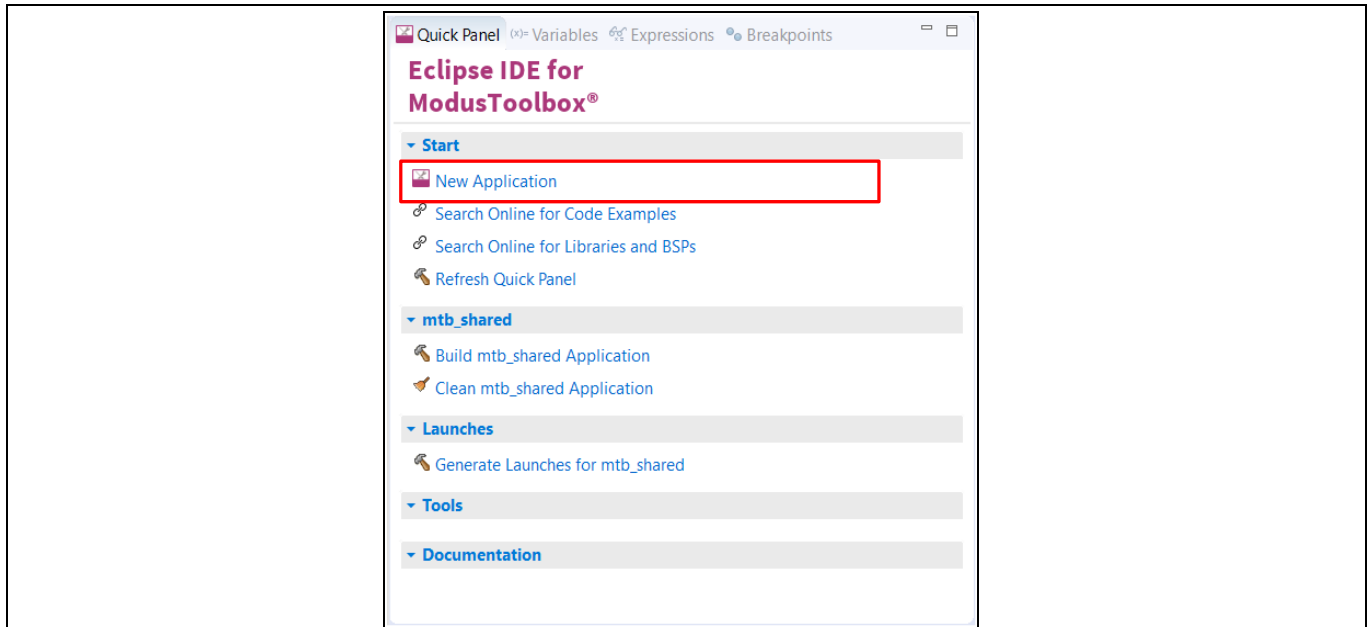 Quick Panel (x)= Variables Expressions Breakpoints
Eclipse IDE for
ModusToolbox®
Start
New Application
Search Online for Code Examples
Search Online for Libraries and BSPs
Refresh Quick Panel
mtb_shared
Build mtb_shared Application
Clean mtb_shared Application
Launches
Generate Launches for mtb_shared
Tools
Documentation